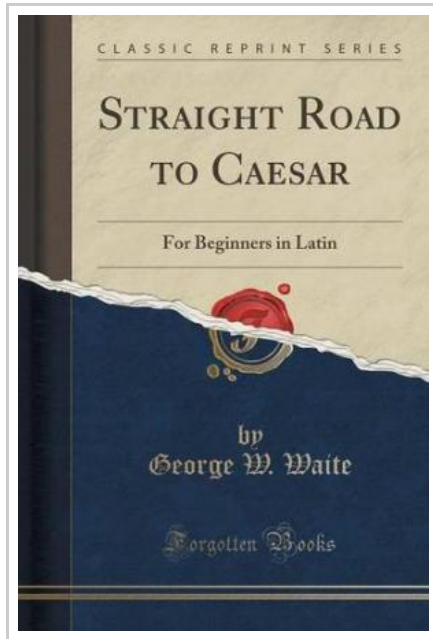 CLASSIC REPRINT SERIES
STRAIGHT ROAD
TO CAESAR
For Beginners in Latin
by
George W. Waite
Forgotten Books